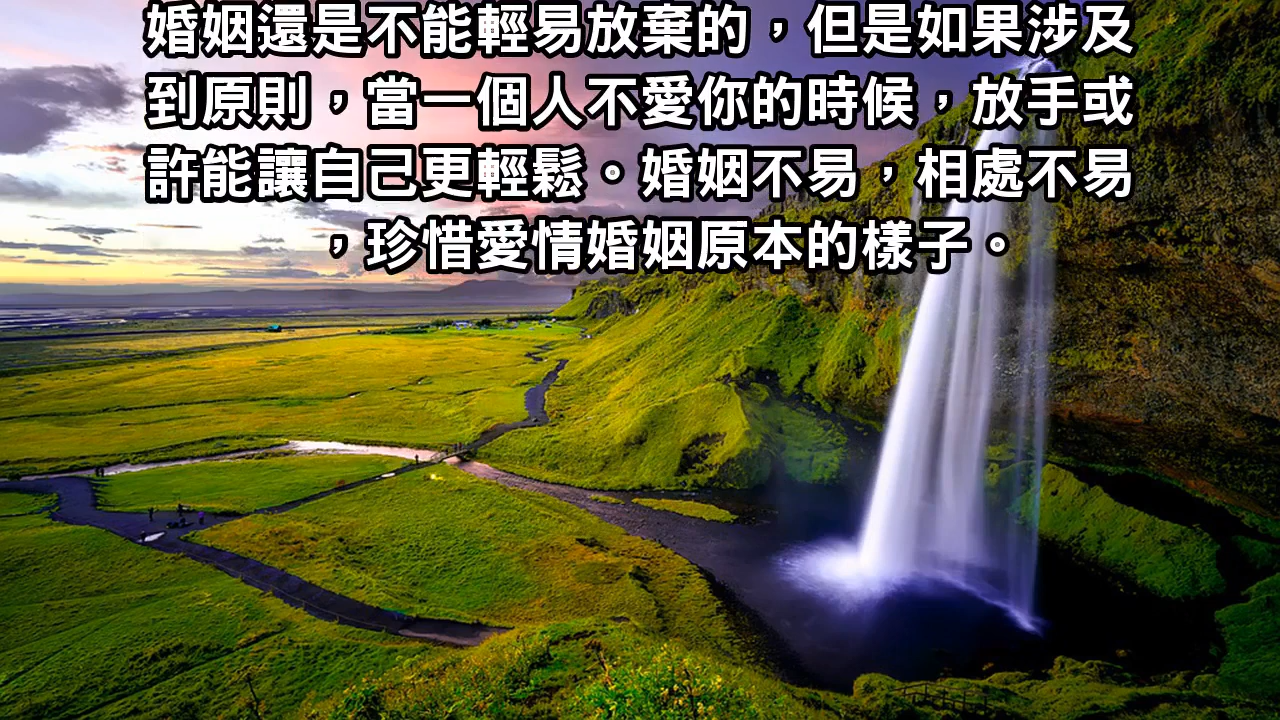 婚姻還是不能輕易放棄的，但是如果涉及
到原則，當一個人不愛你的時候，放手或
許能讓自己更輕鬆。婚姻不易，相處不易
，珍惜愛情婚姻原本的樣子。